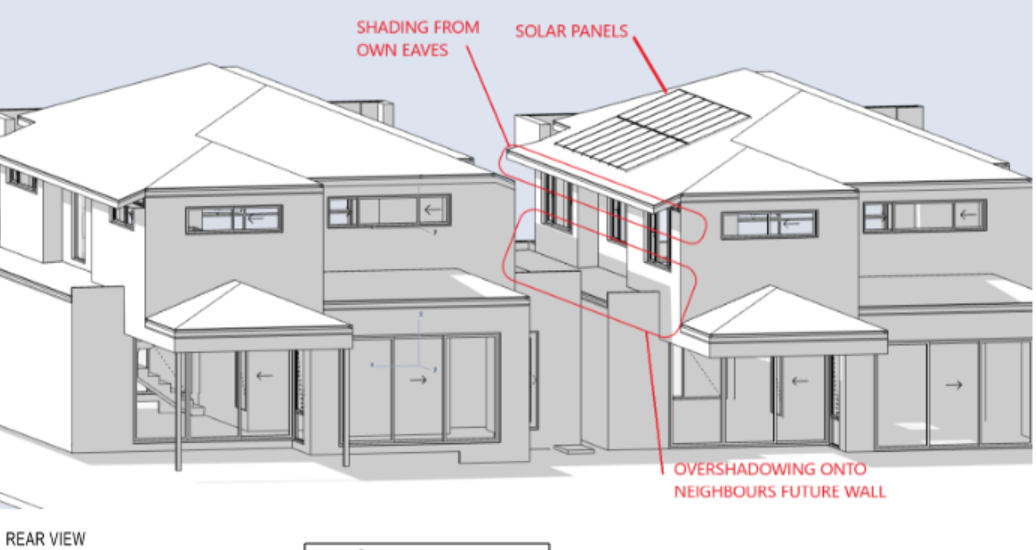 SHADING FROM
OWN EAVES
SOLAR PANELS
OVERSHADOWING ONTO
NEIGHBOURS FUTURE WALL
REAR VIEW